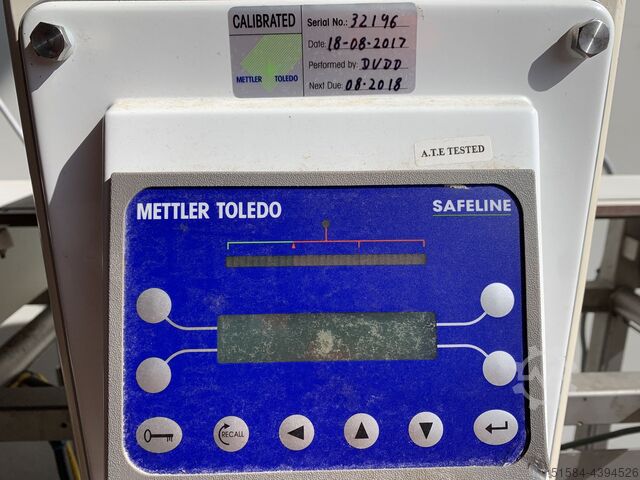 CALIBRATED
METTLER TOLEDO
Serial No.: 32196
Date: 18-08-2017
Performed by: DVDD
Next Due: 08-2018
A.T.E TESTED
METTLER TOLEDO
SAFELINE
RECALL
51584-4394526